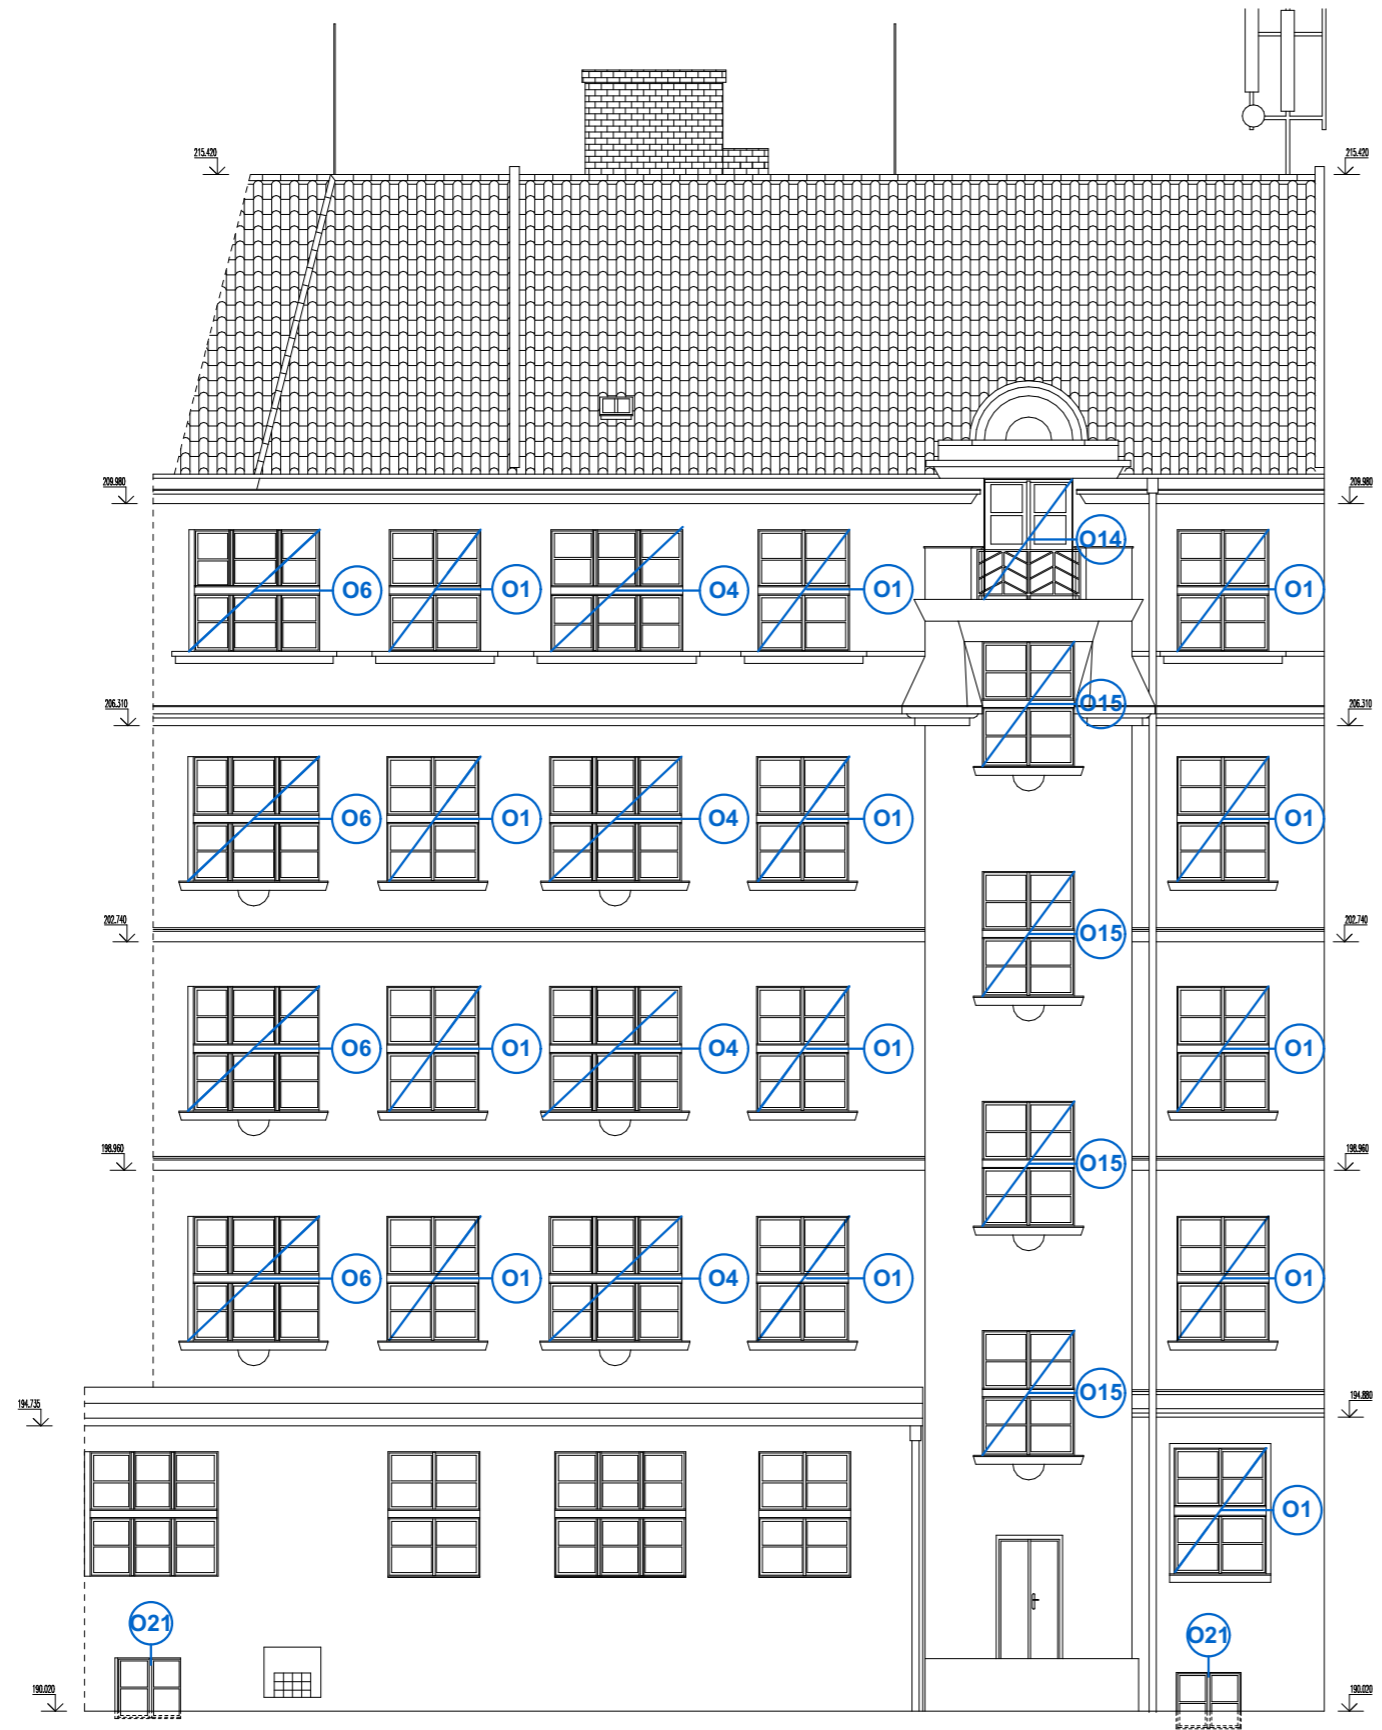 215.420 215.420
209.980 209.980
O14
O6 O1 O4 O1 O1
O15
206.310 206.310
O6 O1 O4 O1 O1
202.740 O15 202.740
O6 O1 O4 O1 O1
198.960 O15 198.960
O6 O1 O4 O1 O1
O15
194.735 194.880
O1
O21 O21
190.020 190.020